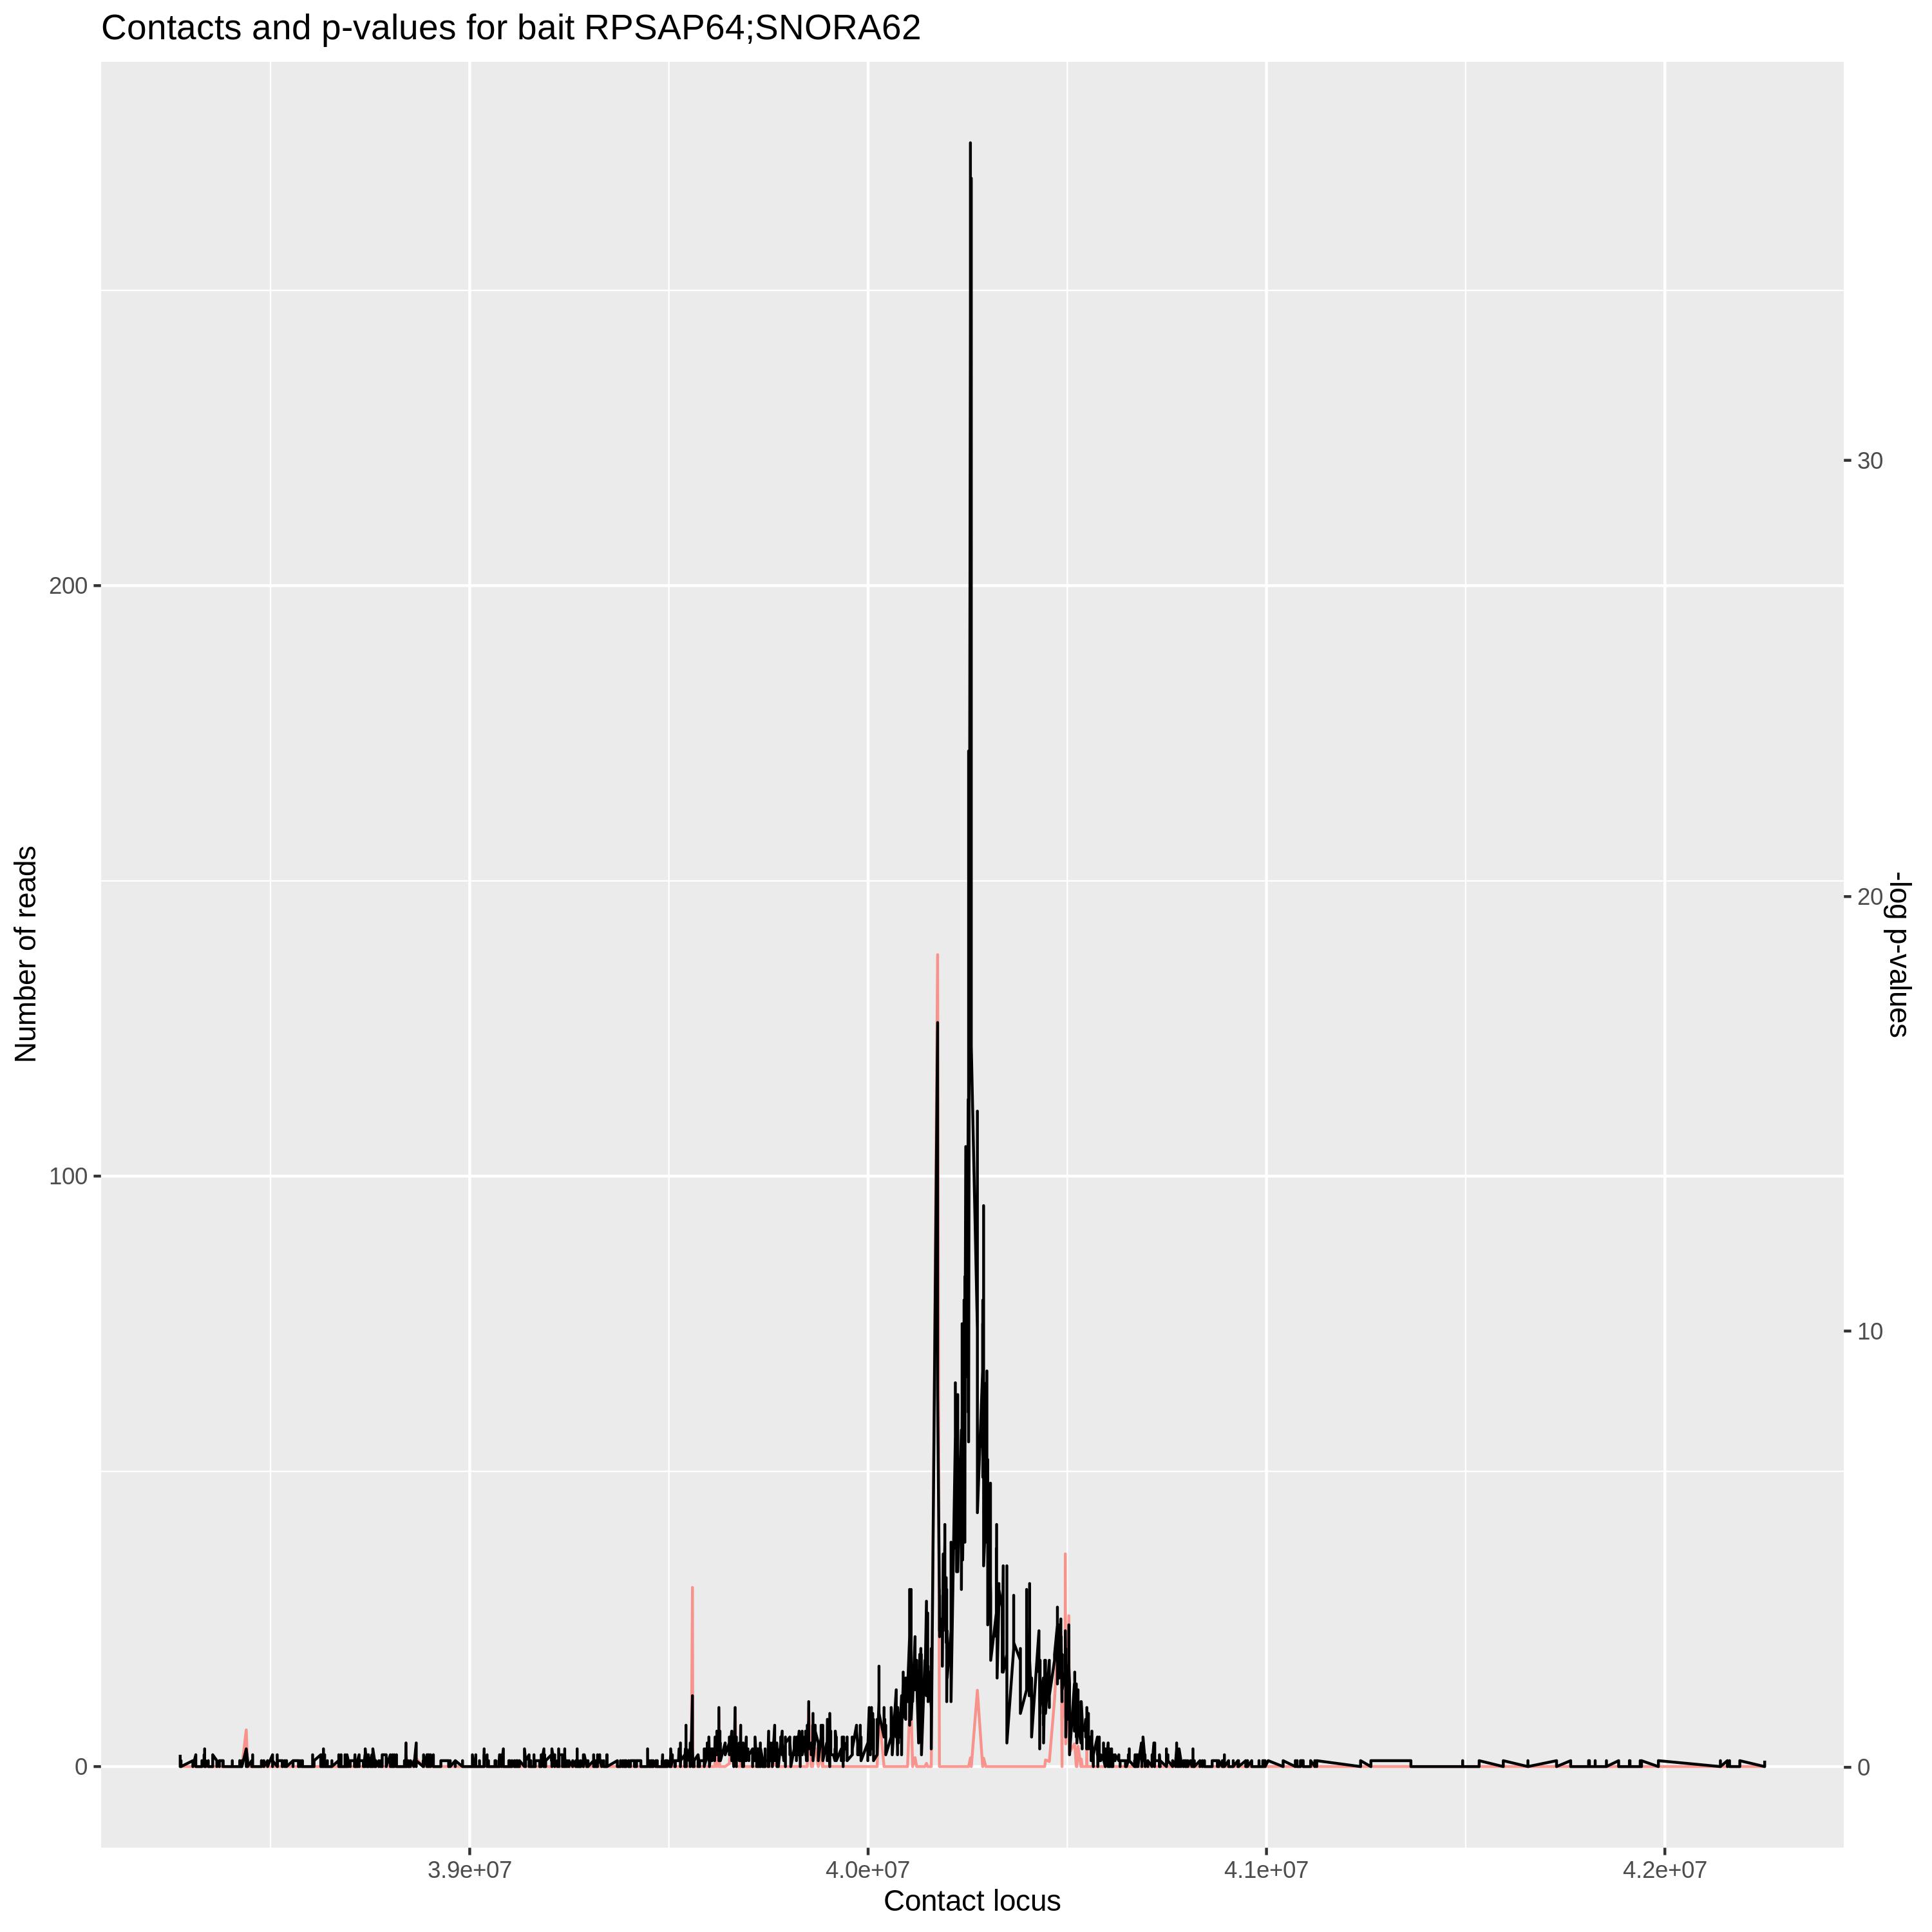 Contacts and p-values for bait RPSAP64;SNORA62
Number of reads
200
100
0
30
20
10
0
-log p-values
3.9e+07 4.0e+07 4.1e+07 4.2e+07
Contact locus